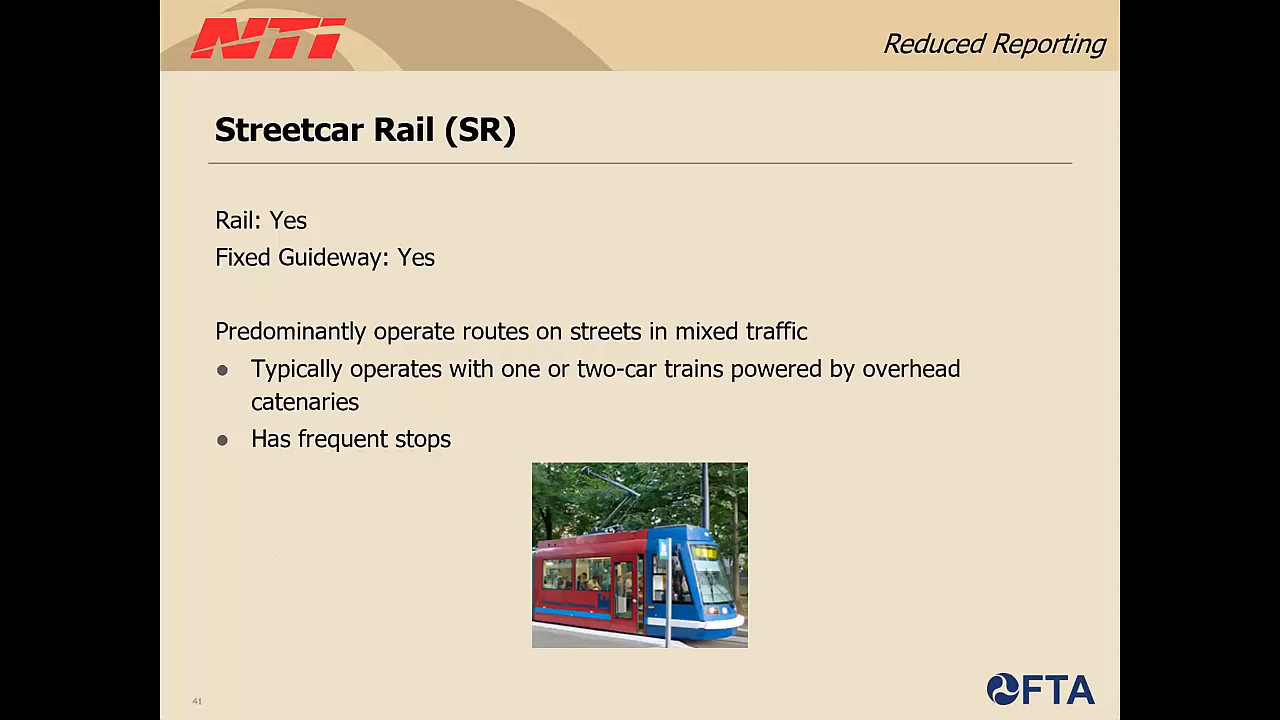 NTI
Reduced Reporting
Streetcar Rail (SR)
Rail: Yes
Fixed Guideway: Yes
Predominantly operate routes on streets in mixed traffic
● Typically operates with one or two-car trains powered by overhead
catenaries
● Has frequent stops
41
FTA